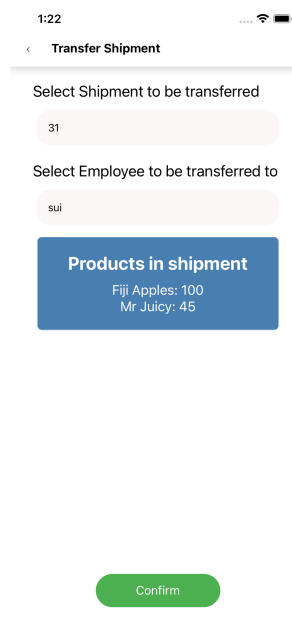 1:22
‹ Transfer Shipment
Select Shipment to be transferred
31
Select Employee to be transferred to
sui
Products in shipment
Fiji Apples: 100
Mr Juicy: 45
Confirm